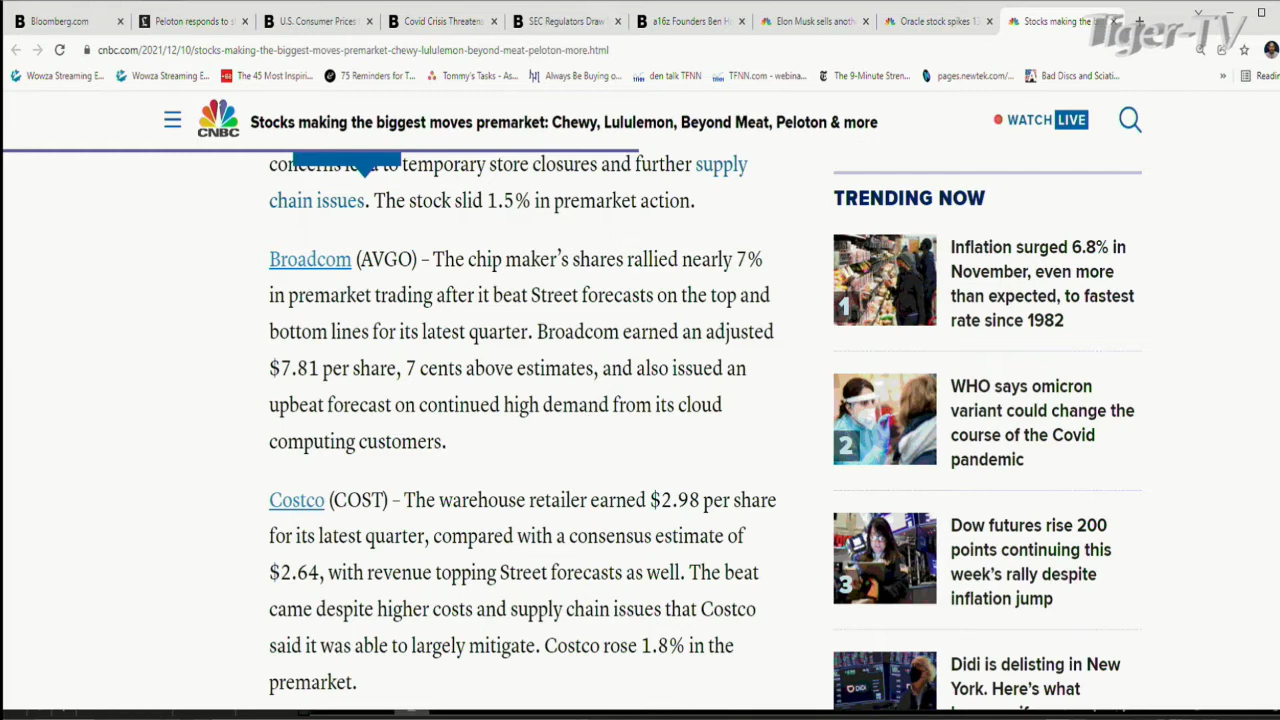 Bloomberg.com
Peloton responds to s
U.S. Consumer Prices
Covid Crisis Threatens
SEC Regulators Draw
a16z Founders Ben H
Elon Musk sells anoth
Oracle stock spikes 1
Stocks making the b
Tiger-TV
cnbc.com/2021/12/10/stocks-making-the-biggest-moves-premarket-chewy-lululemon-beyond-meat-peloton-more.html
Wowza Streaming E...
Wowza Streaming E...
The 45 Most Inspiri...
75 Reminders for T...
Tommy's Tasks - As...
Always Be Buying o...
den talk TFNN
TFNN.com - webina...
The 9-Minute Stren...
pages.newtek.com/...
Bad Discs and Sciati...
»
Readin
CNBC
Stocks making the biggest moves premarket: Chewy, Lululemon, Beyond Meat, Peloton & more
WATCH LIVE
temporary store closures and further supply
chain issues. The stock slid 1.5% in premarket action.
Broadcom (AVGO) – The chip maker's shares rallied nearly 7%
in premarket trading after it beat Street forecasts on the top and
bottom lines for its latest quarter. Broadcom earned an adjusted
$7.81 per share, 7 cents above estimates, and also issued an
upbeat forecast on continued high demand from its cloud
computing customers.
Costco (COST) – The warehouse retailer earned $2.98 per share
for its latest quarter, compared with a consensus estimate of
$2.64, with revenue topping Street forecasts as well. The beat
came despite higher costs and supply chain issues that Costco
said it was able to largely mitigate. Costco rose 1.8% in the
premarket.
TRENDING NOW
1
Inflation surged 6.8% in
November, even more
than expected, to fastest
rate since 1982
2
WHO says omicron
variant could change the
course of the Covid
pandemic
3
Dow futures rise 200
points continuing this
week's rally despite
inflation jump
DIDI
Didi is delisting in New
York. Here's what